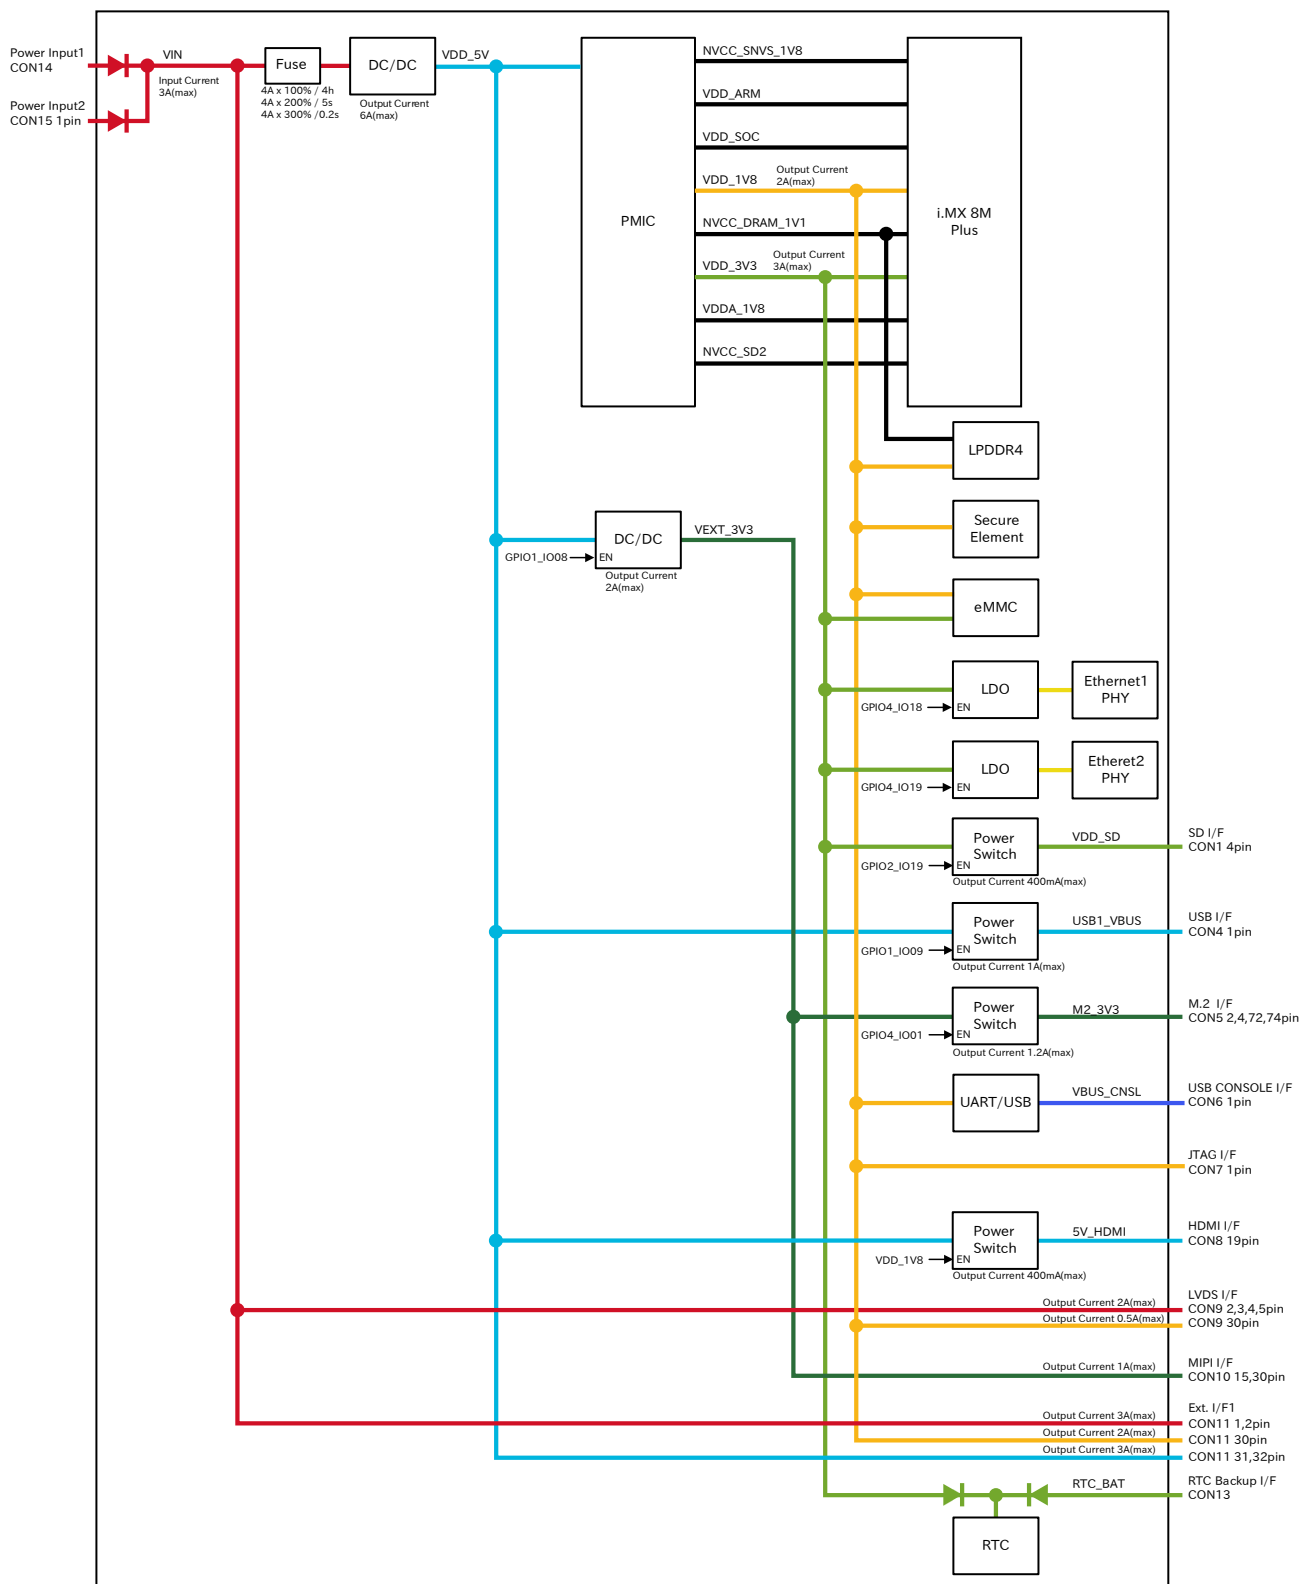 Power Input1
CON14
Power Input2
CON15 1pin
VIN
Input Current
3A(max)
Fuse
4A x 100% / 4h
4A x 200% / 5s
4A x 300% /0.2s
DC/DC
Output Current
6A(max)
VDD_5V
PMIC
NVCC_SNVS_1V8
VDD_ARM
VDD_SOC
VDD_1V8
Output Current
2A(max)
NVCC_DRAM_1V1
VDD_3V3
Output Current
3A(max)
VDDA_1V8
NVCC_SD2
i.MX 8M
Plus
LPDDR4
Secure
Element
DC/DC
GPIO1_IO08
EN
Output Current
2A(max)
VEXT_3V3
eMMC
LDO
GPIO4_IO18
EN
Ethernet1
PHY
LDO
GPIO4_IO19
EN
Etheret2
PHY
Power
Switch
GPIO2_IO19
EN
Output Current 400mA(max)
VDD_SD
SD I/F
CON1 4pin
Power
Switch
GPIO1_IO09
EN
Output Current 1A(max)
USB1_VBUS
USB I/F
CON4 1pin
Power
Switch
GPIO4_IO01
EN
Output Current 1.2A(max)
M2_3V3
M.2 I/F
CON5 2,4,72,74pin
UART/USB
VBUS_CNSL
USB CONSOLE I/F
CON6 1pin
JTAG I/F
CON7 1pin
Power
Switch
VDD_1V8
EN
Output Current 400mA(max)
5V_HDMI
HDMI I/F
CON8 19pin
Output Current 2A(max)
Output Current 0.5A(max)
LVDS I/F
CON9 2,3,4,5pin
CON9 30pin
Output Current 1A(max)
MIPI I/F
CON10 15,30pin
Output Current 3A(max)
Output Current 2A(max)
Output Current 3A(max)
Ext. I/F1
CON11 1,2pin
CON11 30pin
CON11 31,32pin
RTC_BAT
RTC Backup I/F
CON13
RTC